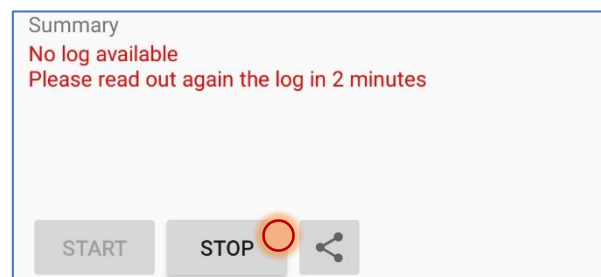 Summary
No log available
Please read out again the log in 2 minutes
START
STOP